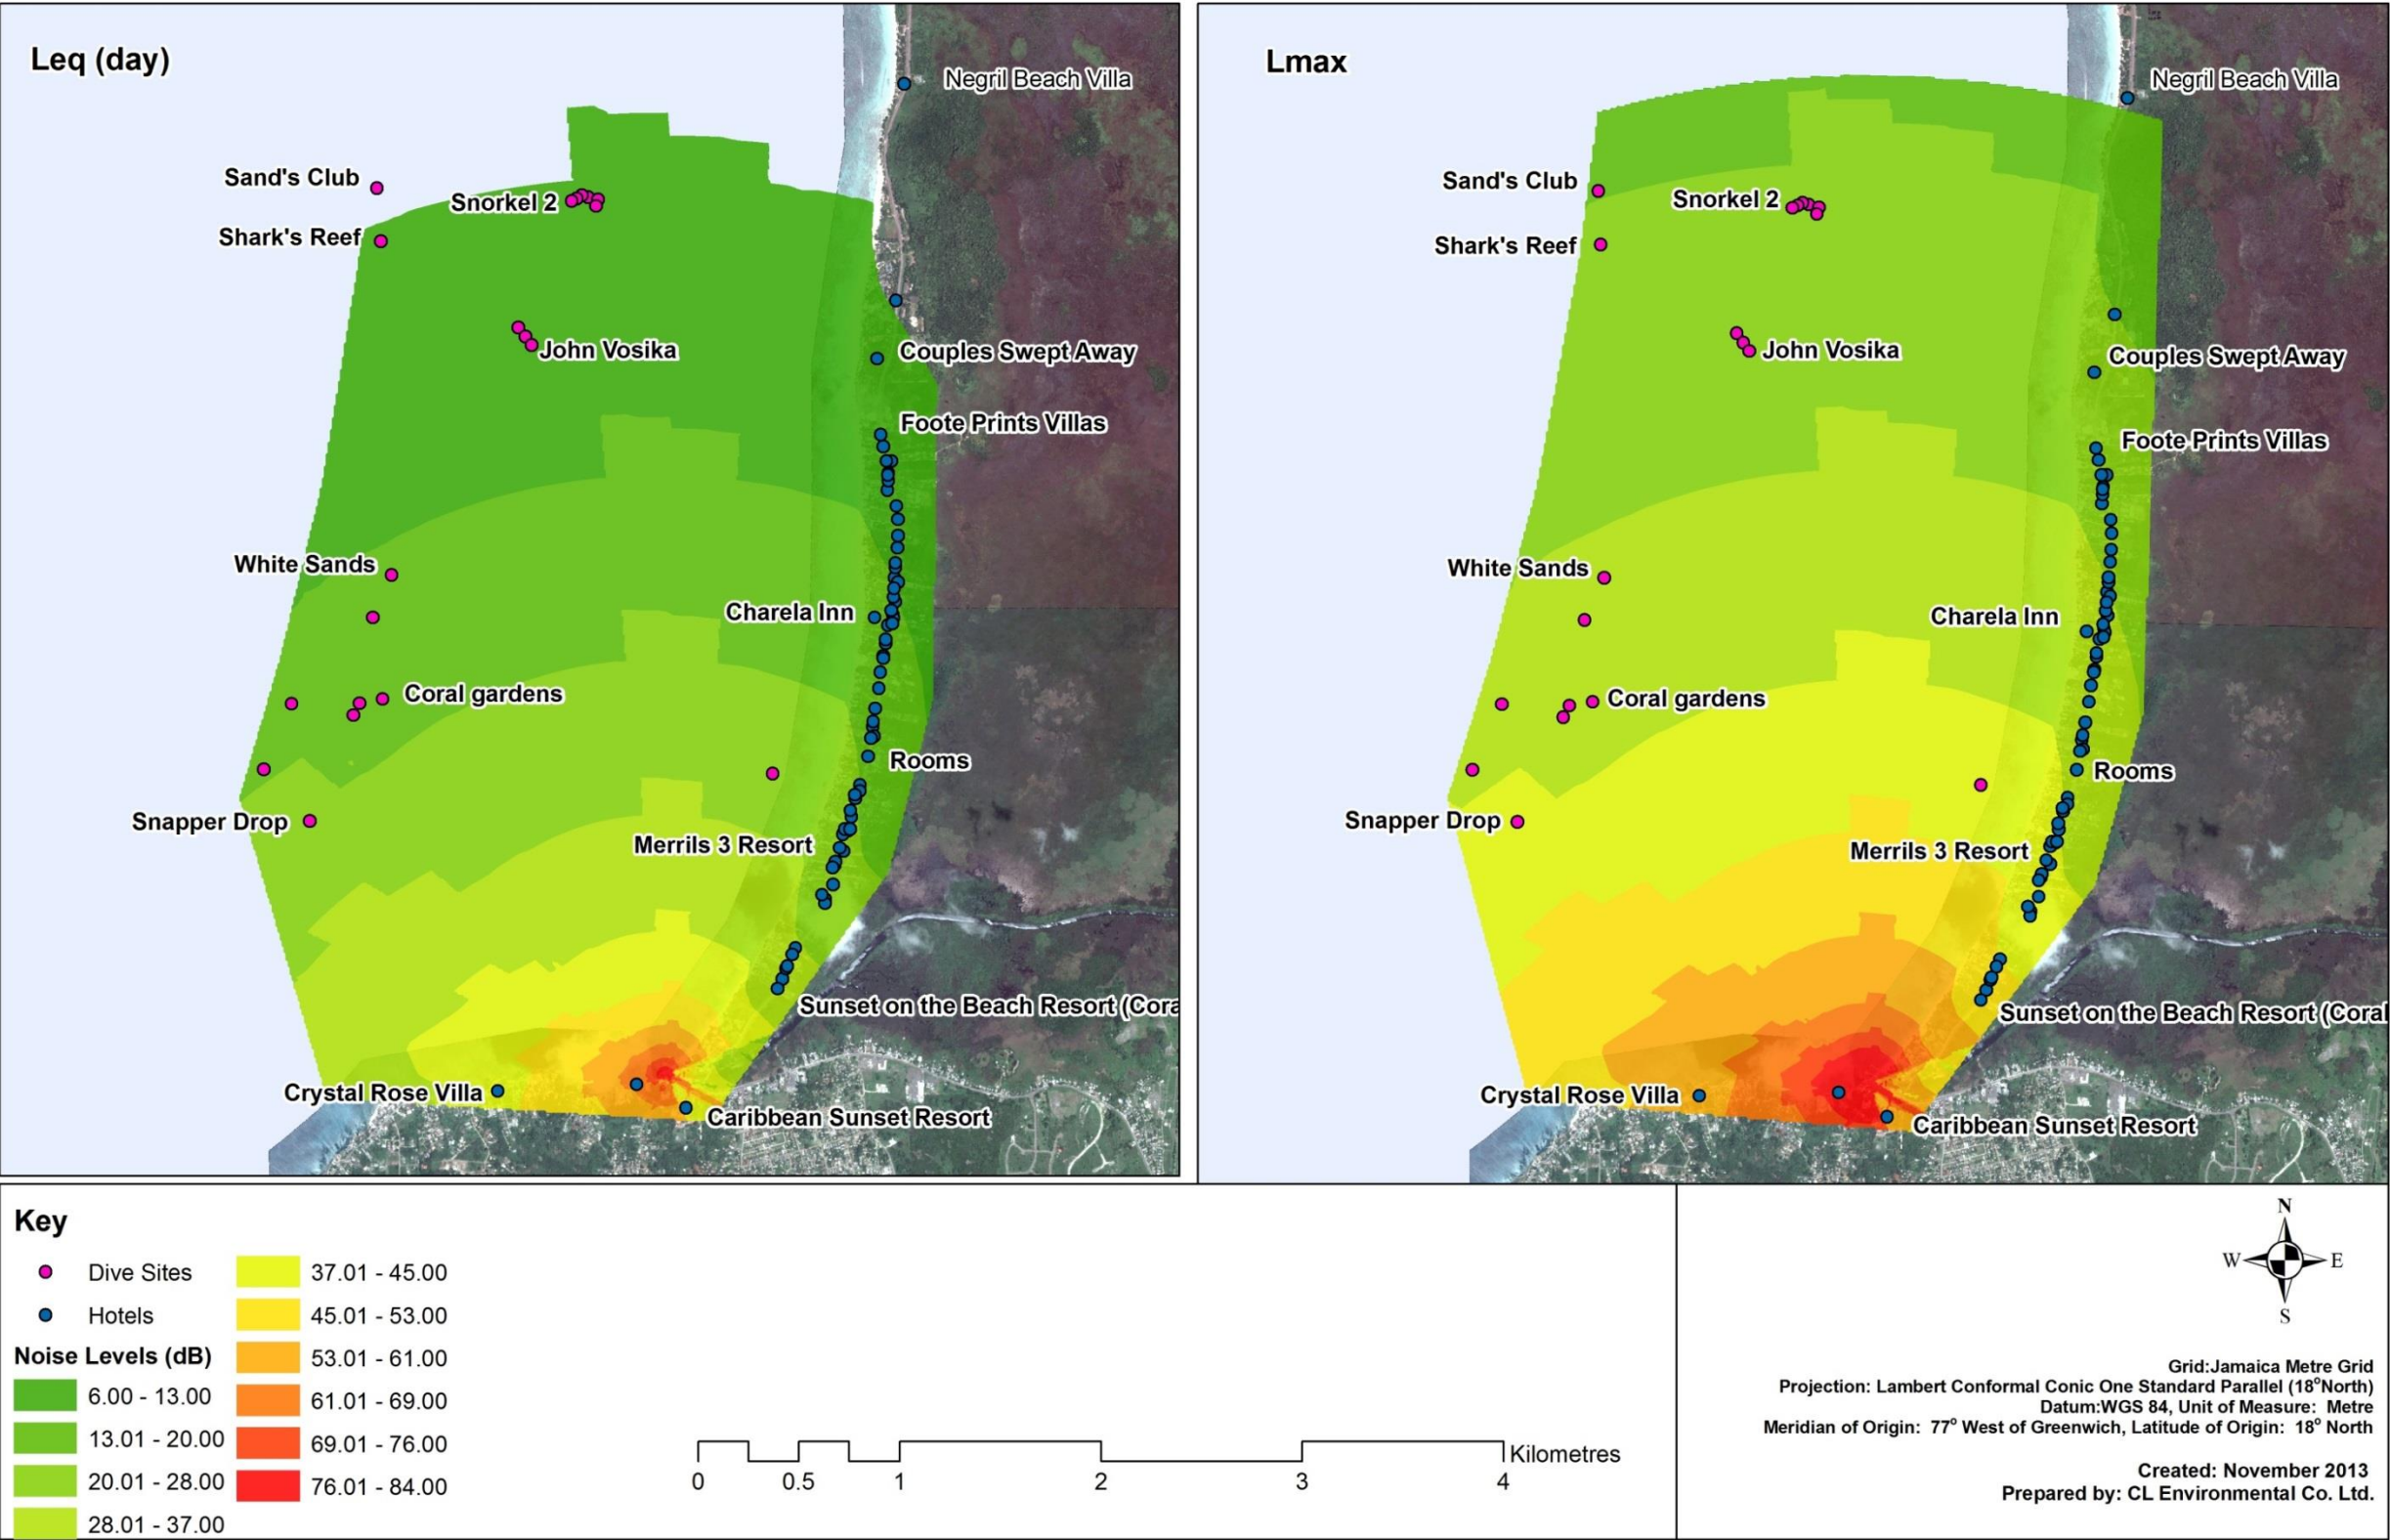 Leq (day)
Negril Beach Villa
Sand's Club
Snorkel 2
Shark's Reef
John Vosika
Couples Swept Away
Foote Prints Villas
White Sands
Charela Inn
Coral gardens
Rooms
Snapper Drop
Merrils 3 Resort
Sunset on the Beach Resort (Cora
Crystal Rose Villa
Caribbean Sunset Resort
Lmax
Negril Beach Villa
Sand's Club
Snorkel 2
Shark's Reef
John Vosika
Couples Swept Away
Foote Prints Villas
White Sands
Charela Inn
Coral gardens
Rooms
Snapper Drop
Merrils 3 Resort
Sunset on the Beach Resort (Coral
Crystal Rose Villa
Caribbean Sunset Resort
Key
Dive Sites
Hotels
Noise Levels (dB)
6.00 - 13.00
13.01 - 20.00
20.01 - 28.00
28.01 - 37.00
37.01 - 45.00
45.01 - 53.00
53.01 - 61.00
61.01 - 69.00
69.01 - 76.00
76.01 - 84.00
Kilometres
0 0.5 1 2 3 4
N
W E
S
Grid:Jamaica Metre Grid
Projection: Lambert Conformal Conic One Standard Parallel (18°North)
Datum:WGS 84, Unit of Measure: Metre
Meridian of Origin: 77° West of Greenwich, Latitude of Origin: 18° North
Created: November 2013
Prepared by: CL Environmental Co. Ltd.